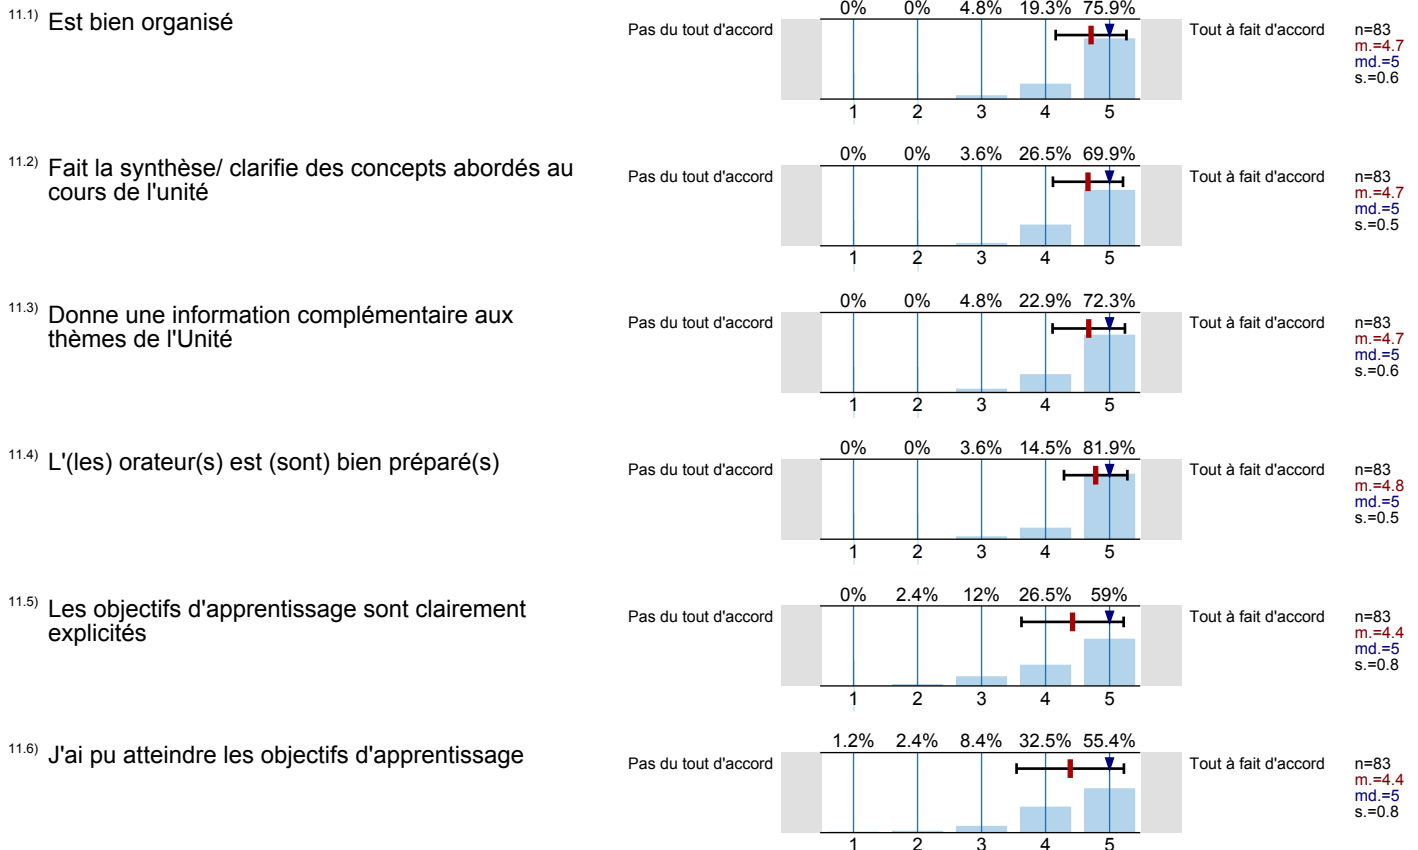 0% 0% 4.8% 19.3% 75.9%
11.1) Est bien organisé
Pas du tout d'accord
Tout à fait d'accord
n=83
m.=4.7
md.=5
s.=0.6
1 2 3 4 5
0% 0% 3.6% 26.5% 69.9%
11.2) Fait la synthèse/ clarifie des concepts abordés au
cours de l'unité
Pas du tout d'accord
Tout à fait d'accord
n=83
m.=4.7
md.=5
s.=0.5
1 2 3 4 5
0% 0% 4.8% 22.9% 72.3%
11.3) Donne une information complémentaire aux
thèmes de l'Unité
Pas du tout d'accord
Tout à fait d'accord
n=83
m.=4.7
md.=5
s.=0.6
1 2 3 4 5
0% 0% 3.6% 14.5% 81.9%
11.4) L'(les) orateur(s) est (sont) bien préparé(s)
Pas du tout d'accord
Tout à fait d'accord
n=83
m.=4.8
md.=5
s.=0.5
1 2 3 4 5
0% 2.4% 12% 26.5% 59%
11.5) Les objectifs d'apprentissage sont clairement
explicités
Pas du tout d'accord
Tout à fait d'accord
n=83
m.=4.4
md.=5
s.=0.8
1 2 3 4 5
1.2% 2.4% 8.4% 32.5% 55.4%
11.6) J'ai pu atteindre les objectifs d'apprentissage
Pas du tout d'accord
Tout à fait d'accord
n=83
m.=4.4
md.=5
s.=0.8
1 2 3 4 5